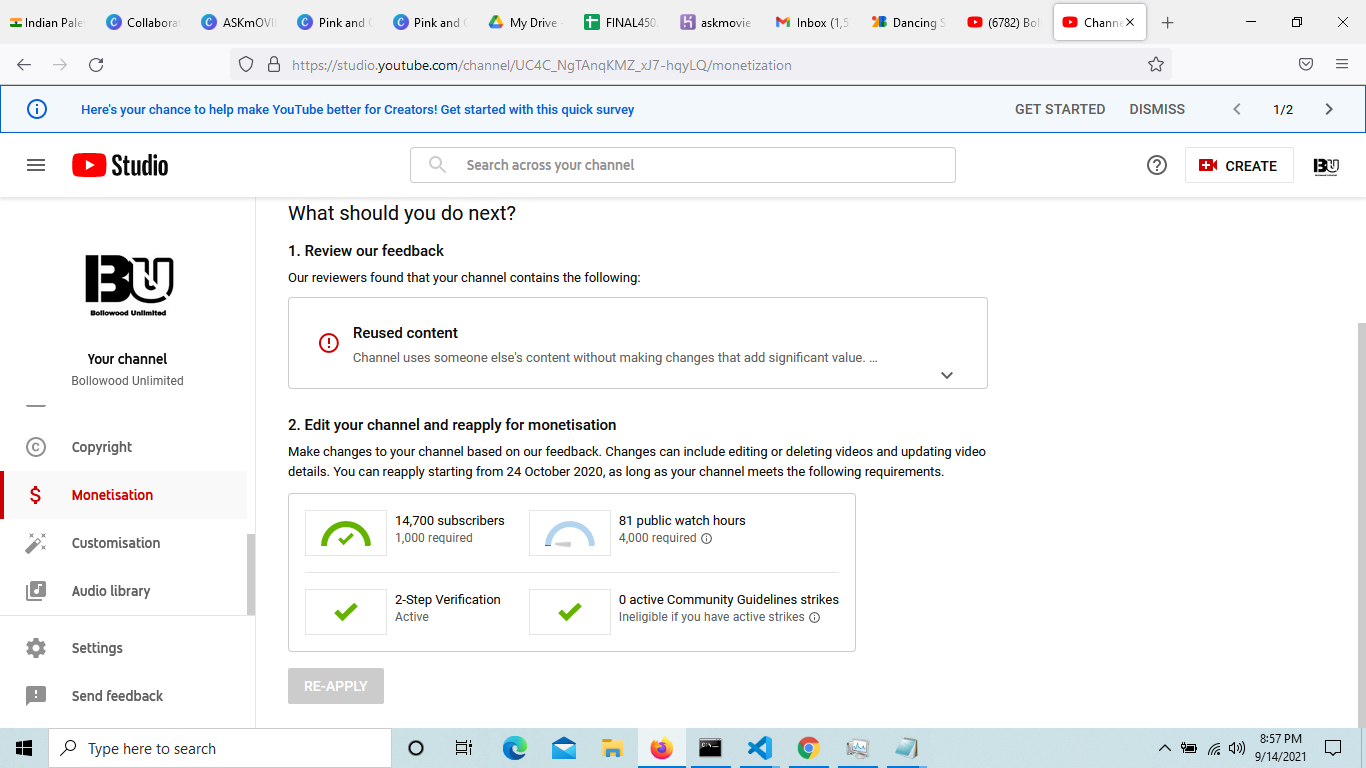 Indian Pale
Collaborat
ASKmOVI
Pink and
Pink and
My Drive -
FINAL450.
askmovie
Inbox (1,5
Dancing S
(6782) Bol
Channe
https://studio.youtube.com/channel/UC4C_NgTAnqKMZ_xJ7-hqyLQ/monetization
Here's your chance to help make YouTube better for Creators! Get started with this quick survey
GET STARTED
DISMISS
1/2
Studio
Search across your channel
CREATE
BU
BU
Bollowood Unlimited
Your channel
Bollowood Unlimited
Copyright
Monetisation
Customisation
Audio library
Settings
Send feedback
What should you do next?
1. Review our feedback
Our reviewers found that your channel contains the following:
Reused content
Channel uses someone else's content without making changes that add significant value. ...
2. Edit your channel and reapply for monetisation
Make changes to your channel based on our feedback. Changes can include editing or deleting videos and updating video
details. You can reapply starting from 24 October 2020, as long as your channel meets the following requirements.
14,700 subscribers
1,000 required
81 public watch hours
4,000 required
2-Step Verification
Active
0 active Community Guidelines strikes
Ineligible if you have active strikes
RE-APPLY
Type here to search
8:57 PM
9/14/2021